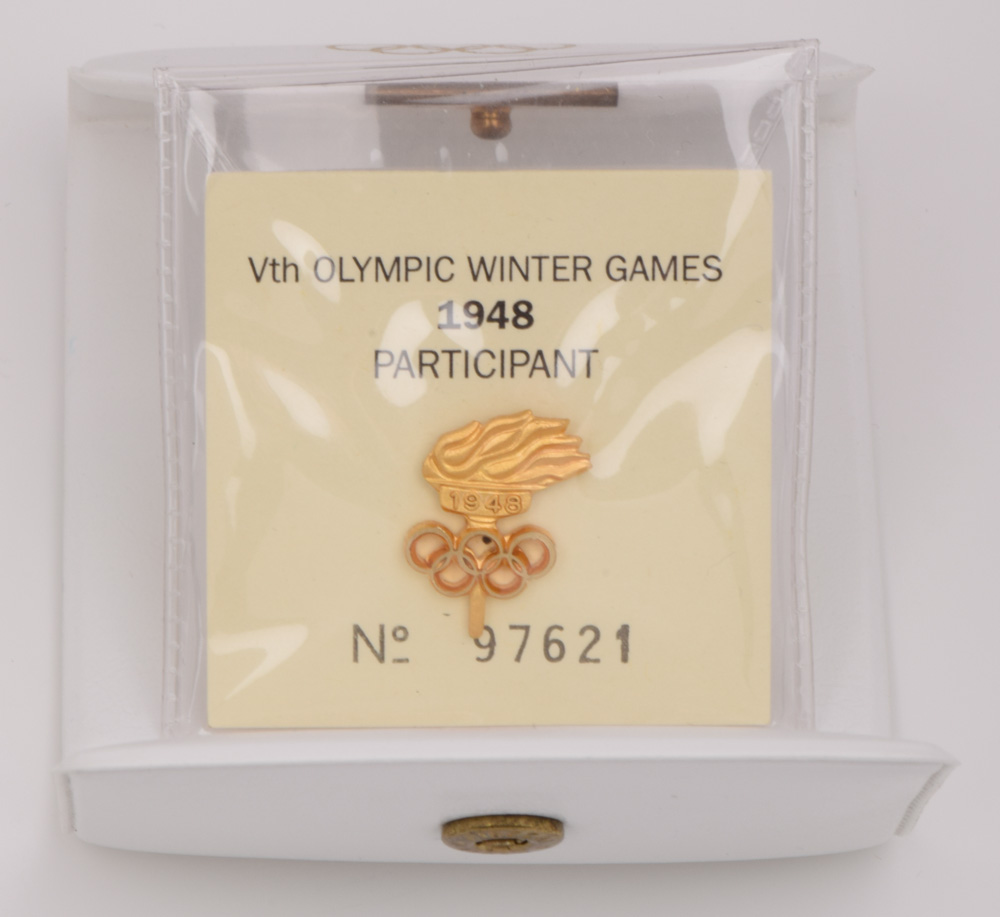 Vth OLYMPIC WINTER GAMES
1948
PARTICIPANT
1948
Nº 97621